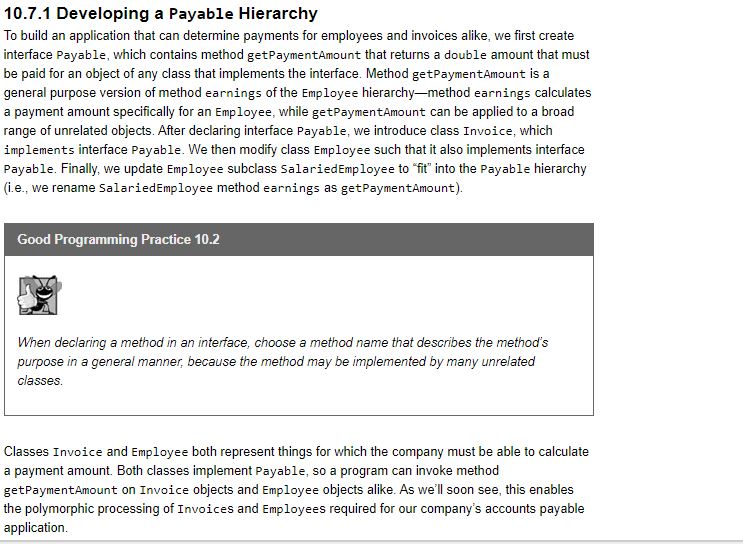 10.7.1 Developing a Payable Hierarchy
To build an application that can determine payments for employees and invoices alike, we first create
interface Payable, which contains method getPaymentAmount that returns a double amount that must
be paid for an object of any class that implements the interface. Method getPaymentAmount is a
general purpose version of method earnings of the Employee hierarchy—method earnings calculates
a payment amount specifically for an Employee, while getPaymentAmount can be applied to a broad
range of unrelated objects. After declaring interface Payable, we introduce class Invoice, which
implements interface Payable. We then modify class Employee such that it also implements interface
Payable. Finally, we update Employee subclass SalariedEmployee to “fit” into the Payable hierarchy
(i.e., we rename SalariedEmployee method earnings as getPaymentAmount).
Good Programming Practice 10.2
When declaring a method in an interface, choose a method name that describes the method's
purpose in a general manner, because the method may be implemented by many unrelated
classes.
Classes Invoice and Employee both represent things for which the company must be able to calculate
a payment amount. Both classes implement Payable, so a program can invoke method
getPaymentAmount on Invoice objects and Employee objects alike. As we'll soon see, this enables
the polymorphic processing of Invoices and Employees required for our company's accounts payable
application.